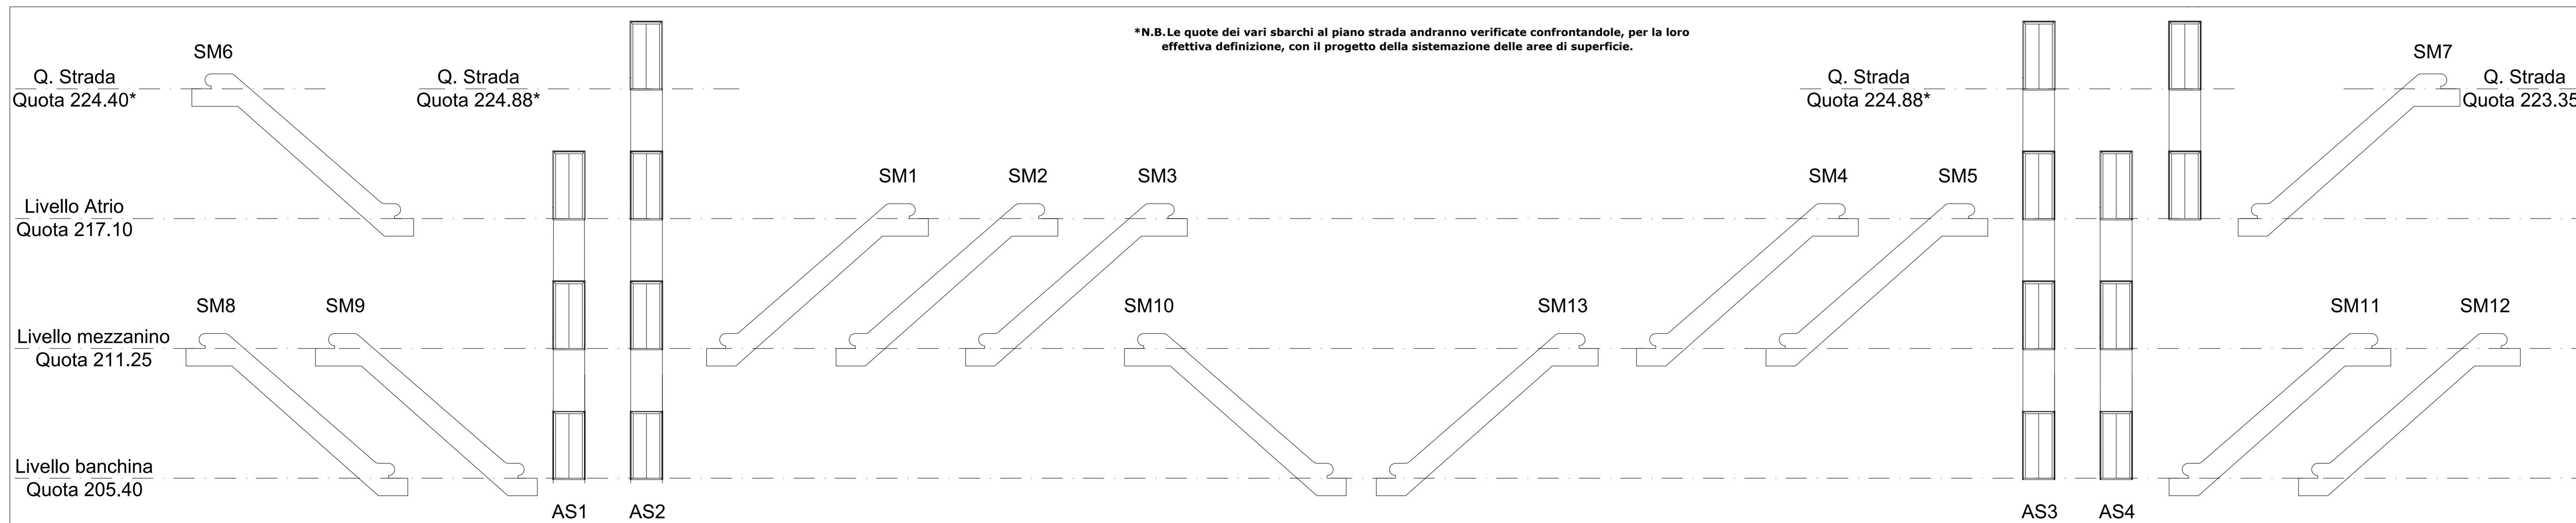 *N.B.Le quote dei vari sbarchi al piano strada andranno verificate confrontandole, per la loro
effettiva definizione, con il progetto della sistemazione delle aree di superficie.
SM6
SM7
Q. Strada
Quota 224.40*
Q. Strada
Quota 224.88*
Q. Strada
Quota 224.88*
Q. Strada
Quota 223.35
SM1
SM2
SM3
SM4
SM5
Livello Atrio
Quota 217.10
SM8
SM9
SM10
SM13
SM11
SM12
Livello mezzanino
Quota 211.25
Livello banchina
Quota 205.40
AS1
AS2
AS3
AS4